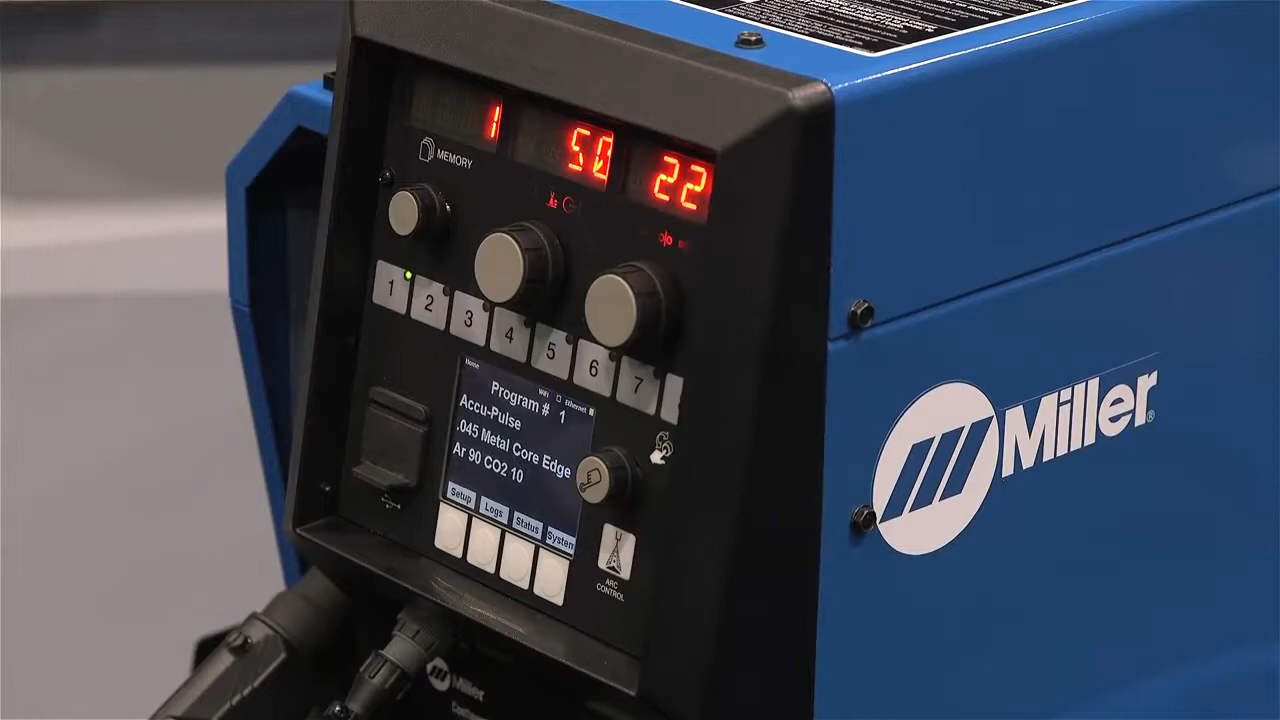 1
50
22
MEMORY
1
2
3
4
5
6
7
Home
WiFi
Ethernet
Program # 1
Accu-Pulse
.045 Metal Core Edge
Ar 90 CO2 10
Setup
Logs
Status
System
ARC
CONTROL
Miller
Miller